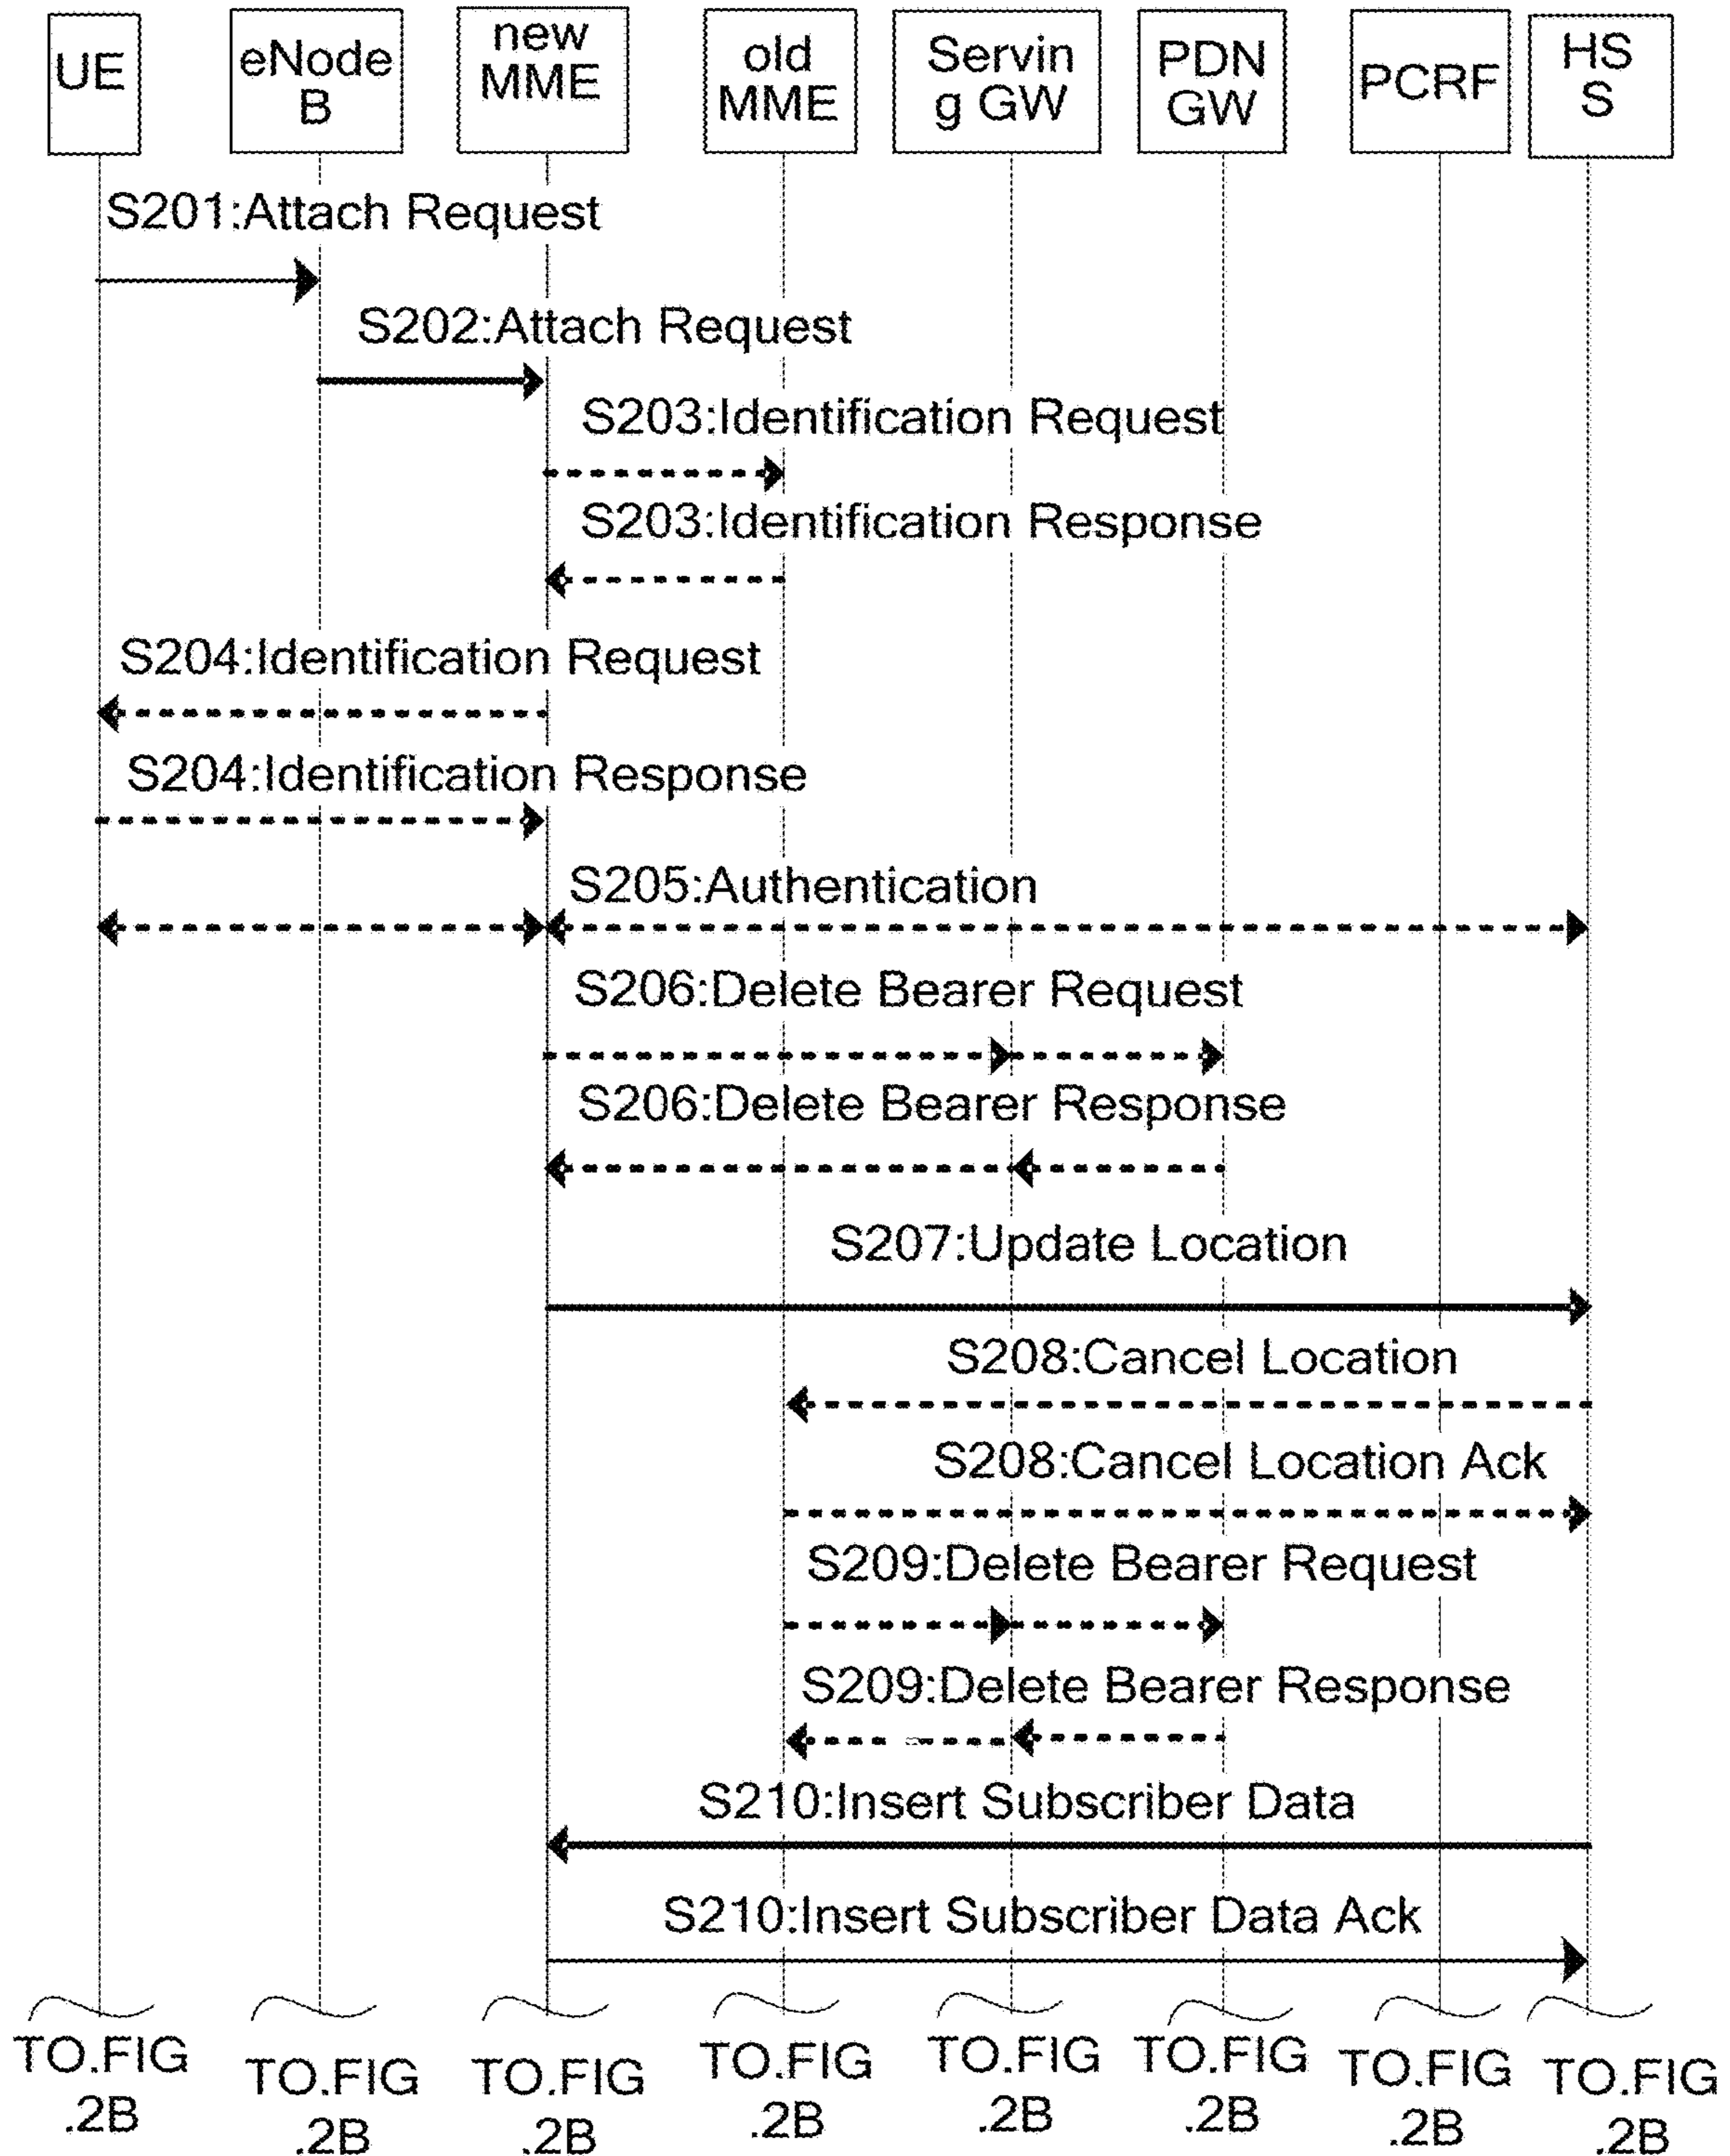 UE
eNode
B
new
MME
old
MME
Servin
g GW
PDN
GW
PCRF
HS
S
S201:Attach Request
S202:Attach Request
S203:Identification Request
S203:Identification Response
S204:Identification Request
S204:Identification Response
S205:Authentication
S206:Delete Bearer Request
S206:Delete Bearer Response
S207:Update Location
S208:Cancel Location
S208:Cancel Location Ack
S209:Delete Bearer Request
S209:Delete Bearer Response
S210:Insert Subscriber Data
S210:Insert Subscriber Data Ack
TO.FIG
.2B
TO.FIG
.2B
TO.FIG
.2B
TO.FIG
.2B
TO.FIG
.2B
TO.FIG
.2B
TO.FIG
.2B
TO.FIG
.2B